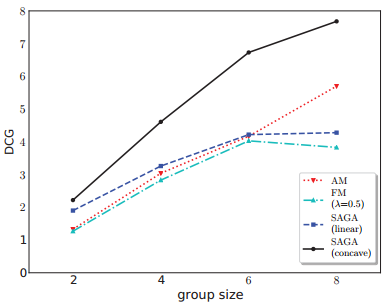 8
7
6
5
4
3
2
1
0
DCG
2 4 6 8
group size
AM
FM
(λ=0.5)
SAGA
(linear)
SAGA
(concave)